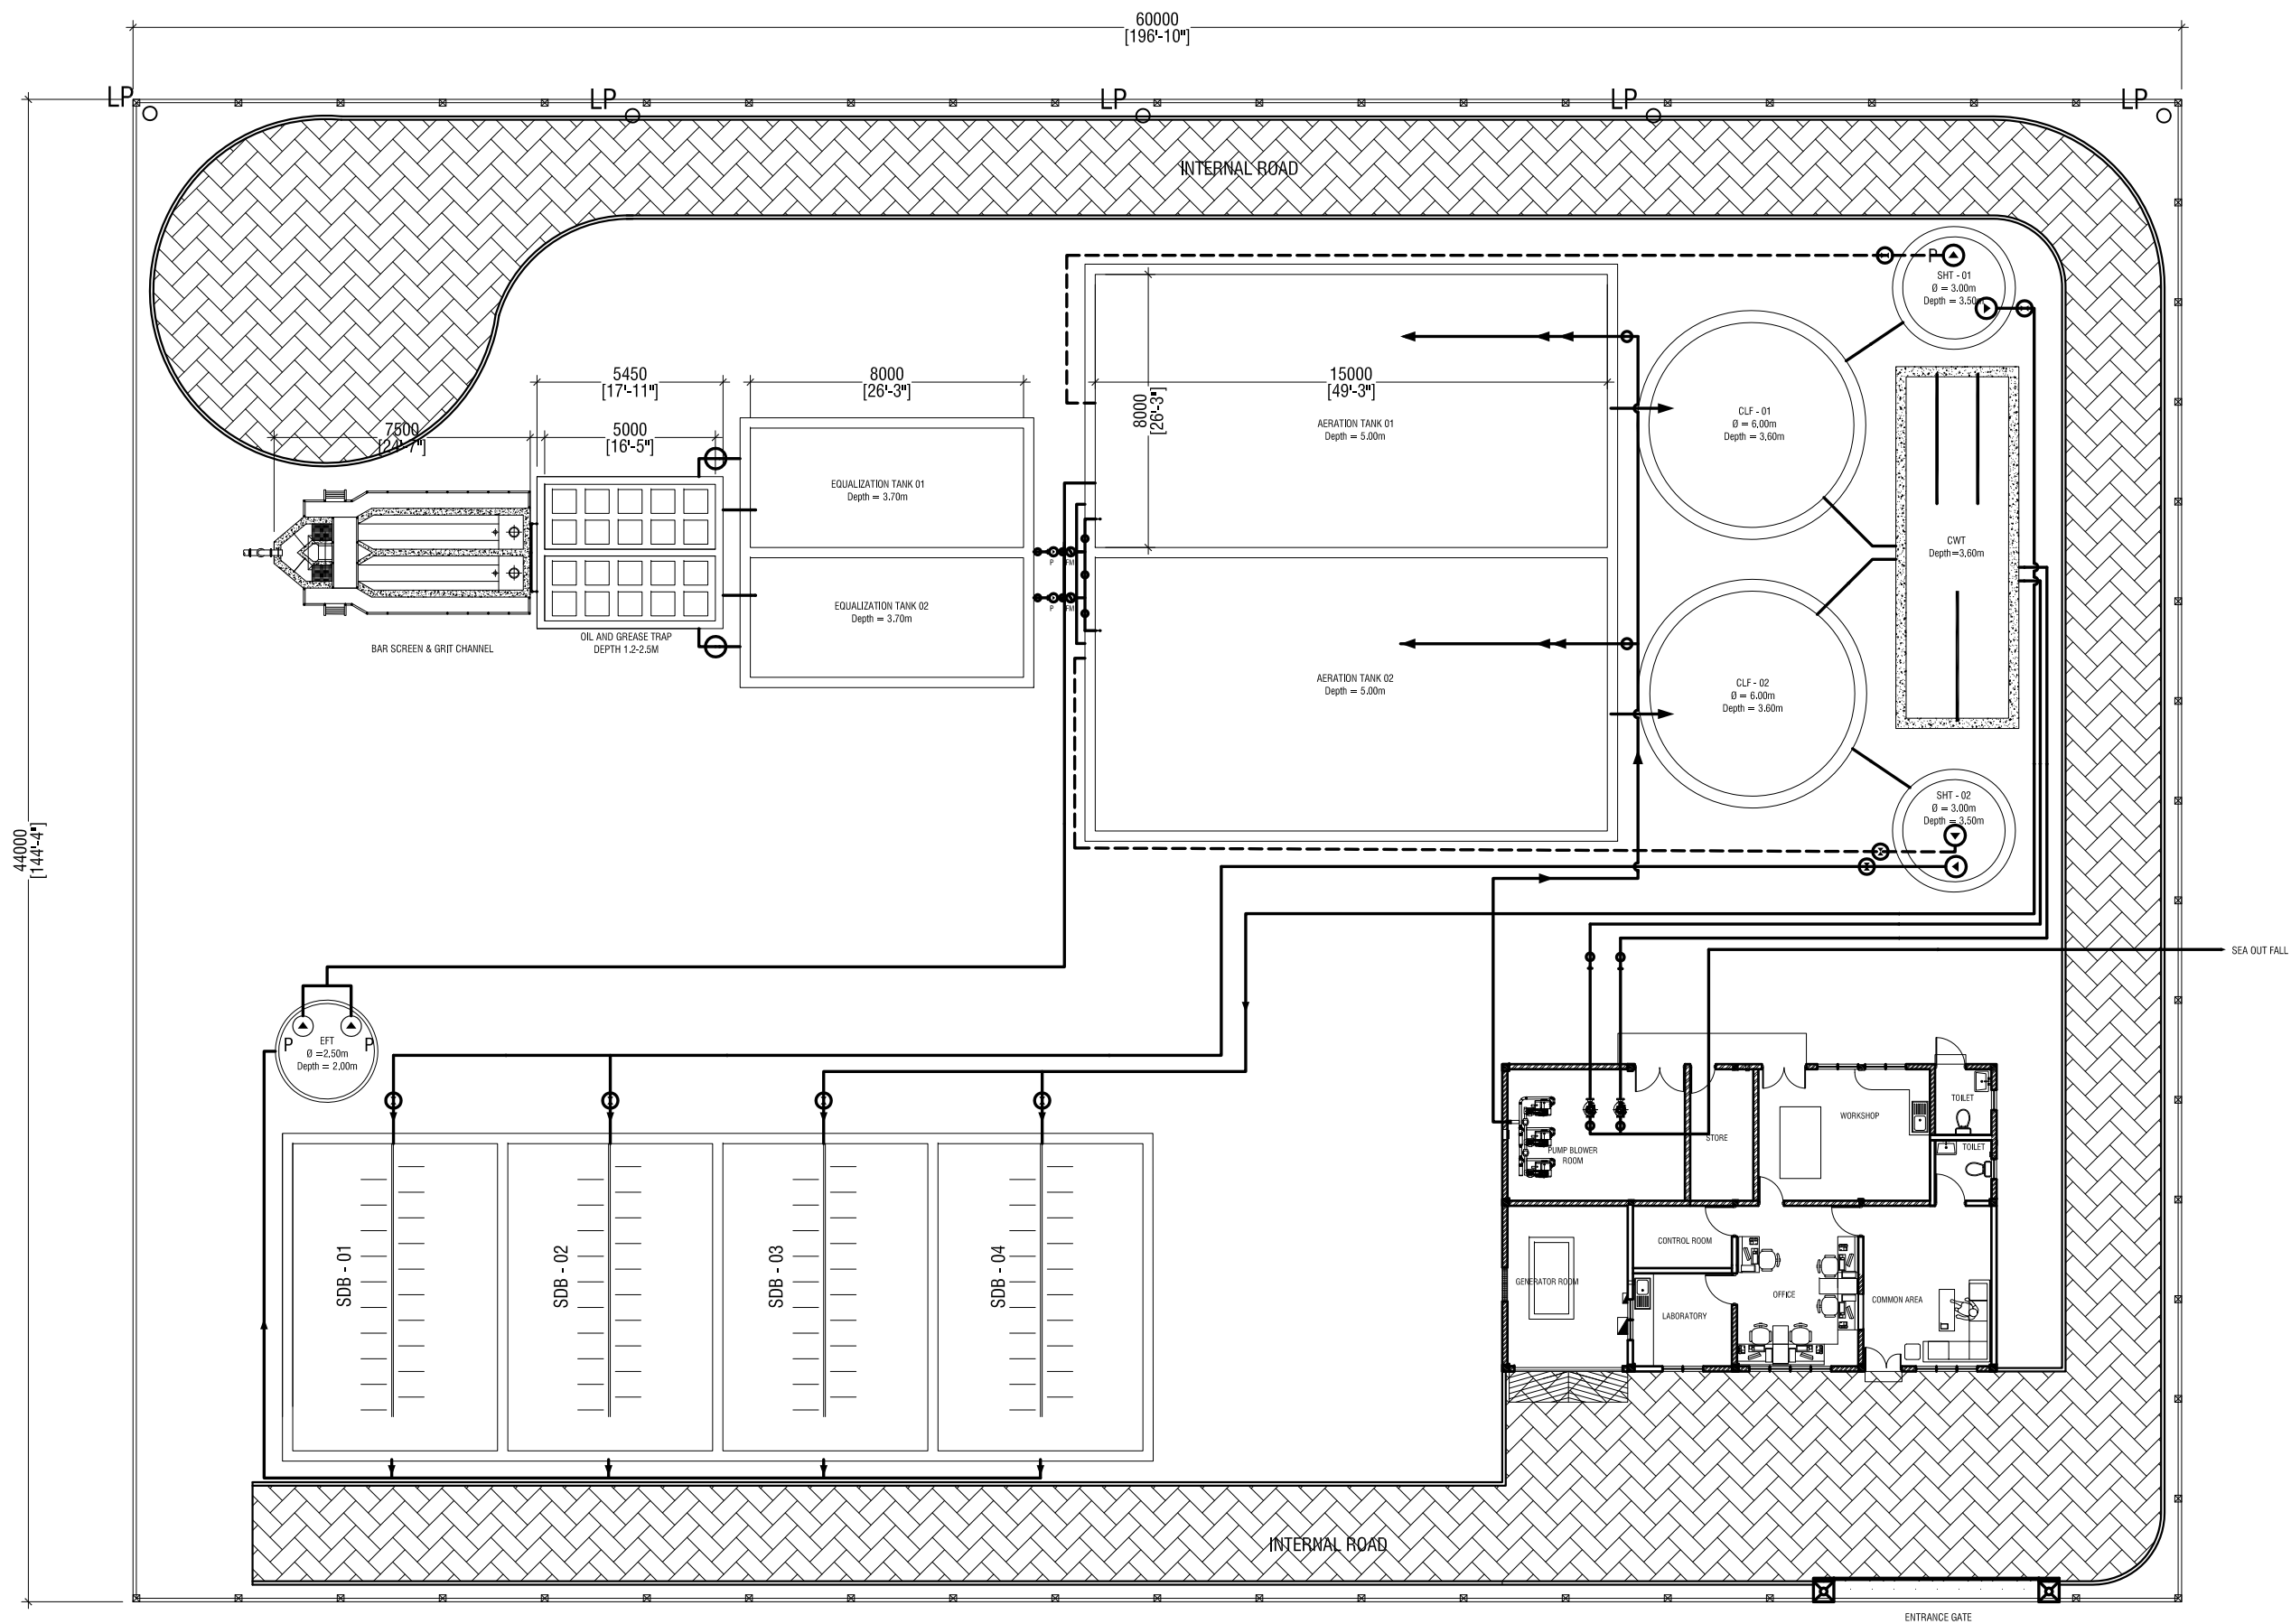 60000
[196'-10"]
LP
LP
LP
LP
LP
INTERNAL ROAD
P
SHT - 01
Ø = 3.00m
Depth = 3.50m
5450
[17'-11"]
8000
[26'-3"]
15000
[49'-3"]
8000
[26'-3"]
7500
[24'-7"]
5000
[16'-5"]
AERATION TANK 01
Depth = 5.00m
CLF - 01
Ø = 6.00m
Depth = 3.60m
EQUALIZATION TANK 01
Depth = 3.70m
CWT
Depth=3.60m
P
FM
EQUALIZATION TANK 02
Depth = 3.70m
P
FM
OIL AND GREASE TRAP
DEPTH 1.2-2.5M
BAR SCREEN & GRIT CHANNEL
AERATION TANK 02
Depth = 5.00m
CLF - 02
Ø = 6.00m
Depth = 3.60m
SHT - 02
Ø = 3.00m
Depth = 3.50m
44000
[144'-4"]
SEA OUT FALL
P
P
EFT
Ø =2.50m
Depth = 2.00m
TOILET
WORKSHOP
STORE
TOILET
PUMP BLOWER
ROOM
SDB - 01
SDB - 02
SDB - 03
SDB - 04
CONTROL ROOM
GENERATOR ROOM
OFFICE
COMMON AREA
LABORATORY
INTERNAL ROAD
ENTRANCE GATE